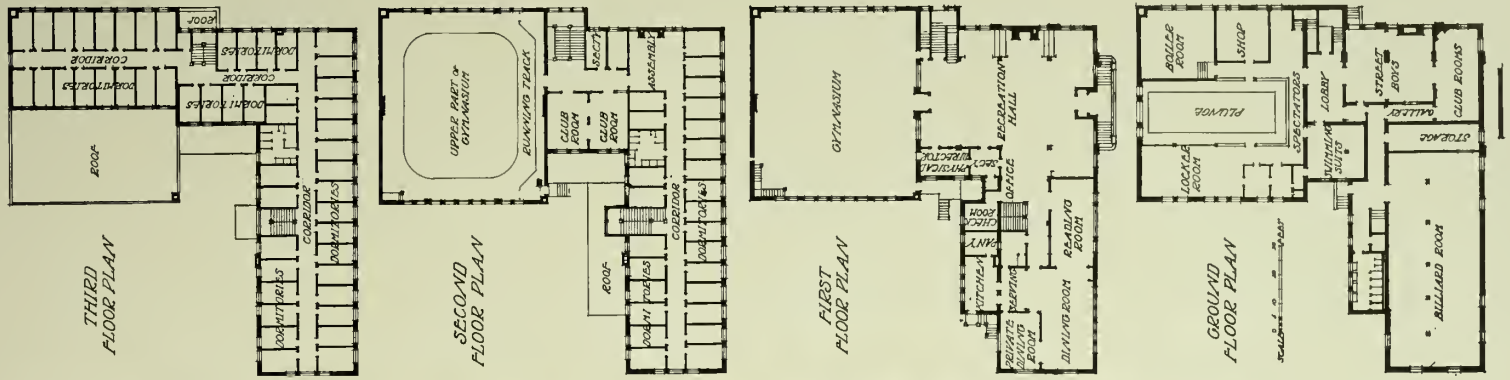 ROOF
DORMITORIES
CORRIDOR
CORRIDOR
DORMITORIES
DORMITORIES
ROOF
CORRIDOR
DORMITORIES
DORMITORIES
THIRD
FLOOR PLAN
UPPER PART OF
GYMNASIUM
RUNNING TRACK
SECTY
ASSEMBLY
CLUB
ROOM
CLUB
ROOM
CORRIDOR
DORMITORIES
DORMITORIES
ROOF
SECOND
FLOOR PLAN
GYMNASIUM
RECREATION
HALL
PHYSICAL
DIRECTOR
SECY
OFFICE
CHECK
ROOM
PANY
READING
ROOM
KITCHEN
SERVING
PRIVATE
DINING
ROOM
DINING ROOM
FIRST
FLOOR PLAN
BOILER
ROOM
SHOP
PLUNGE
SPECTATORS
LOBBY
STREET
BOYS
CLUB ROOMS
GALLERY
STORAGE
LOCKER
ROOM
SWIMMING
SUITS
BILLIARD ROOM
GROUND
FLOOR PLAN
SCALE
FEET